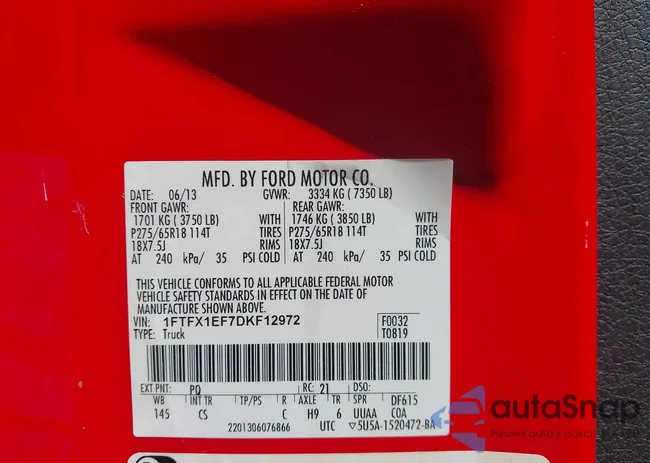 MFD. BY FORD MOTOR CO.
DATE: 06/13 GVWR: 3334 KG ( 7350 LB)
FRONT GAWR: REAR GAWR:
1701 KG ( 3750 LB) WITH 1746 KG ( 3850 LB) WITH
P275/65R18 114T TIRES P275/65R18 114T TIRES
18X7.5J RIMS 18X7.5J RIMS
AT 240 kPa/ 35 PSI COLD AT 240 kPa/ 35 PSI COLD
THIS VEHICLE CONFORMS TO ALL APPLICABLE FEDERAL MOTOR
VEHICLE SAFETY STANDARDS IN EFFECT ON THE DATE OF
MANUFACTURE SHOWN ABOVE.
VIN: 1FTFX1EF7DKF12972 F0032
TYPE: Truck T0819
EXT PNT: PQ RC: 21 DSO:
WB INT TR TP/PS R AXLE TR SPR DF615
145 CS C H9 6 UUAA COA
2201306076866 UTC ▽5U5A-1520472-BA
autaSnap
Pewne auto z aukcji